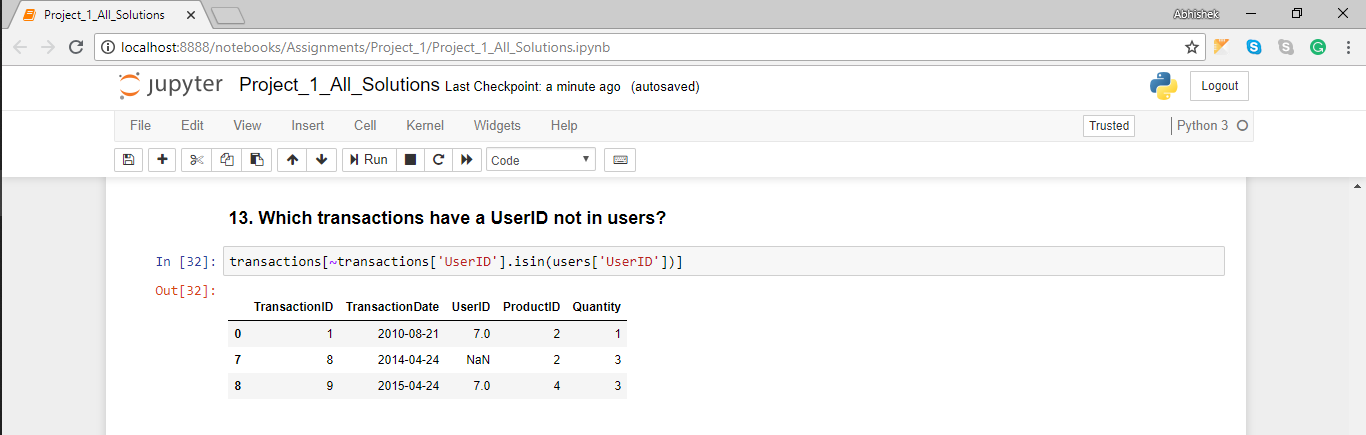 Project_1_All_Solutions
Abhishek
localhost:8888/notebooks/Assignments/Project_1/Project_1_All_Solutions.ipynb
jupyter Project_1_All_Solutions Last Checkpoint: a minute ago (autosaved)
Logout
File Edit View Insert Cell Kernel Widgets Help
Trusted Python 3
Run Code
13. Which transactions have a UserID not in users?
In [32]: transactions[~transactions['UserID'].isin(users['UserID'])]
Out[32]:
TransactionID TransactionDate UserID ProductID Quantity
0 1 2010-08-21 7.0 2 1
7 8 2014-04-24 NaN 2 3
8 9 2015-04-24 7.0 4 3